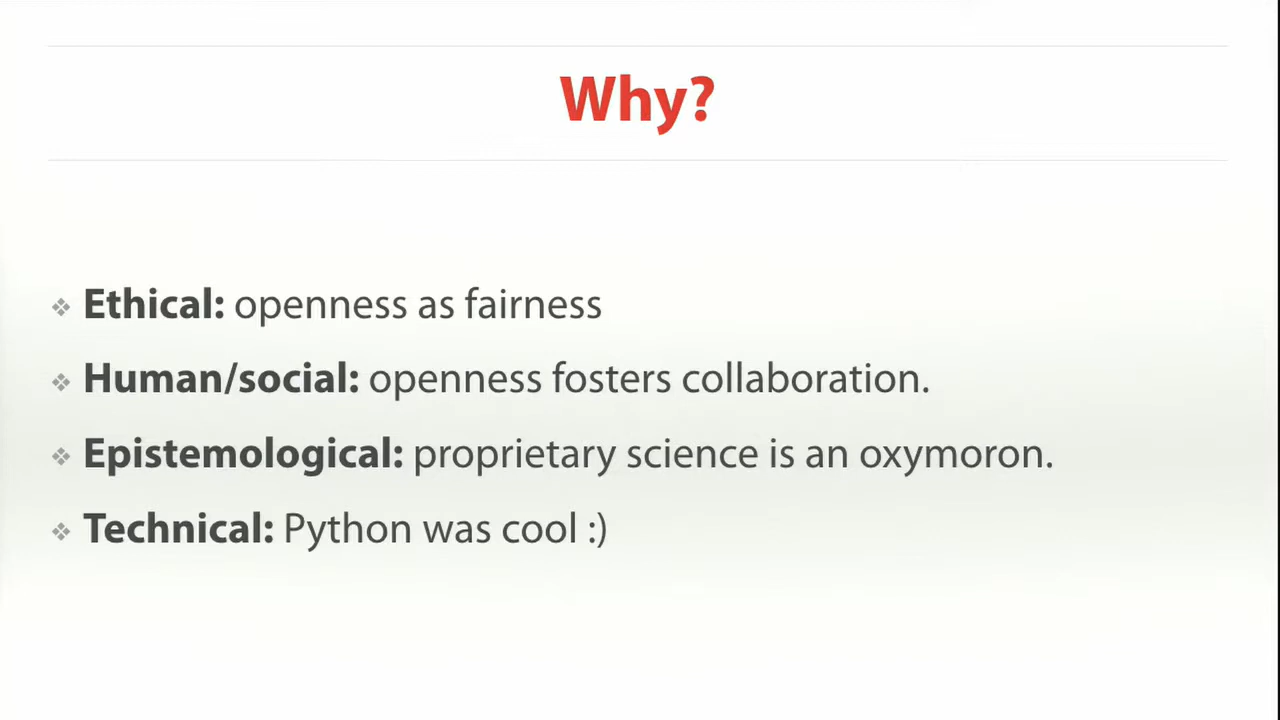 Why?
Ethical: openness as fairness
Human/social: openness fosters collaboration.
Epistemological: proprietary science is an oxymoron.
Technical: Python was cool :)